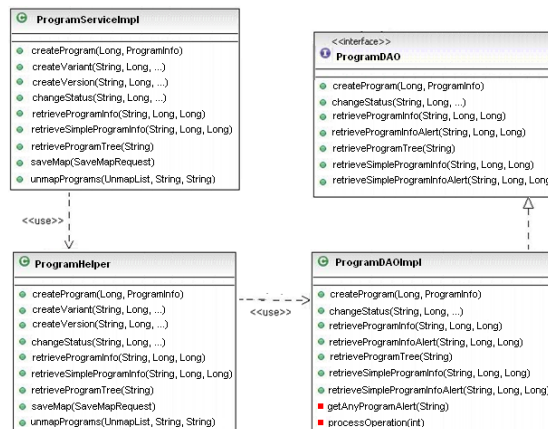 ProgramServiceImpl
createProgram(Long, ProgramInfo)
createVariant(String, Long, ...)
createVersion(String, Long, ...)
changeStatus(String, Long, ...)
retrieveProgramInfo(String, Long, Long)
retrieveSimpleProgramInfo(String, Long, Long)
retrieveProgramTree(String)
saveMap(SaveMapRequest)
unmapPrograms(UnmapList, String, String)
<<interface>>
ProgramDAO
createProgram(Long, ProgramInfo)
changeStatus(String, Long, ...)
retrieveProgramInfo(String, Long, Long)
retrieveProgramInfoAlert(String, Long, Long)
retrieveProgramTree(String)
retrieveSimpleProgramInfo(String, Long, Long)
retrieveSimpleProgramInfoAlert(String, Long, Long
<<use>>
ProgramHelper
createProgram(Long, ProgramInfo)
createVariant(String, Long, ...)
createVersion(String, Long, ...)
changeStatus(String, Long, ...)
retrieveProgramInfo(String, Long, Long)
retrieveSimpleProgramInfo(String, Long, Long)
retrieveProgramTree(String)
saveMap(SaveMapRequest)
unmapPrograms(UnmapList, String, String)
<<use>>
ProgramDAOImpl
createProgram(Long, ProgramInfo)
changeStatus(String, Long, ...)
retrieveProgramInfo(String, Long, Long)
retrieveProgramInfoAlert(String, Long, Long)
retrieveProgramTree(String)
retrieveSimpleProgramInfo(String, Long, Long)
retrieveSimpleProgramInfoAlert(String, Long, Long)
getAnyProgramAlert(String)
processOperation(int)